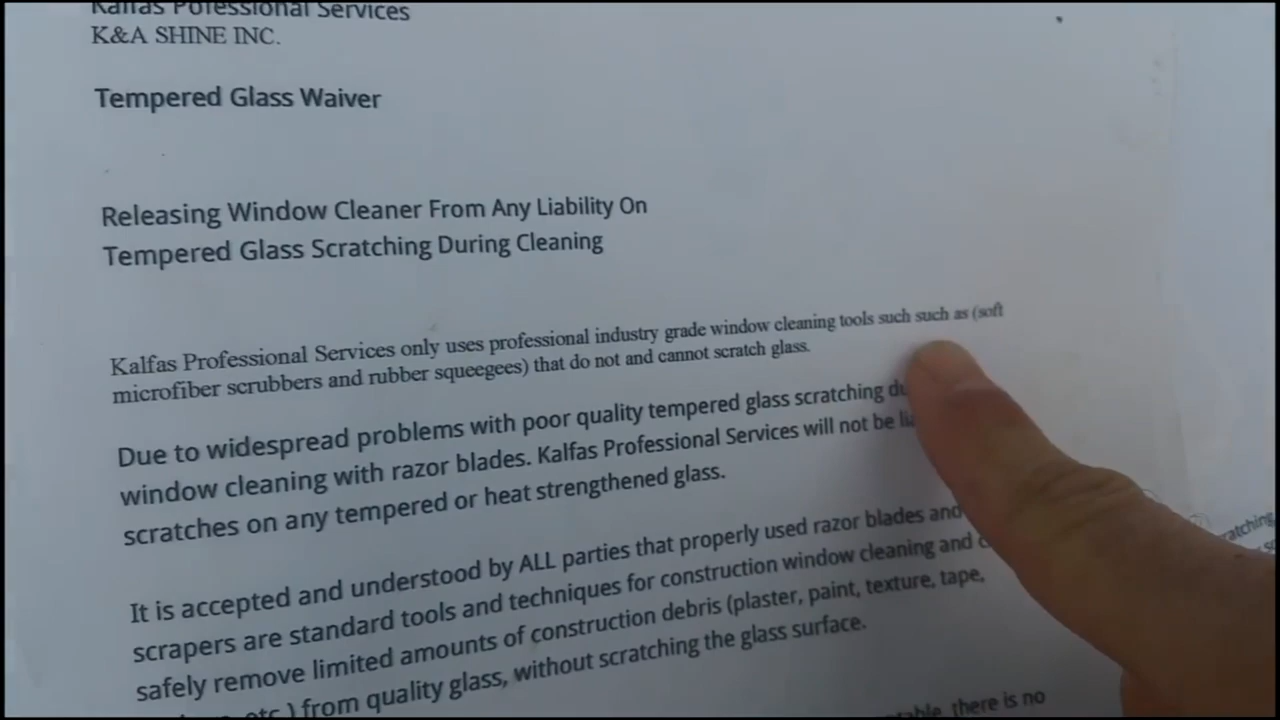 Kalfas Pofessional Services
K&A SHINE INC.
Tempered Glass Waiver
Releasing Window Cleaner From Any Liability On
Tempered Glass Scratching During Cleaning
Kalfas Professional Services only uses professional industry grade window cleaning tools such such as (soft
microfiber scrubbers and rubber squeegees) that do not and cannot scratch glass.
Due to widespread problems with poor quality tempered glass scratching
window cleaning with razor blades. Kalfas Professional Services will not be
scratches on any tempered or heat strengthened glass.
It is accepted and understood by ALL parties that properly used razor blades and
scrapers are standard tools and techniques for construction window cleaning and
safely remove limited amounts of construction debris (plaster, paint, texture, tape,
etc.) from quality glass, without scratching the glass surface.
there is no